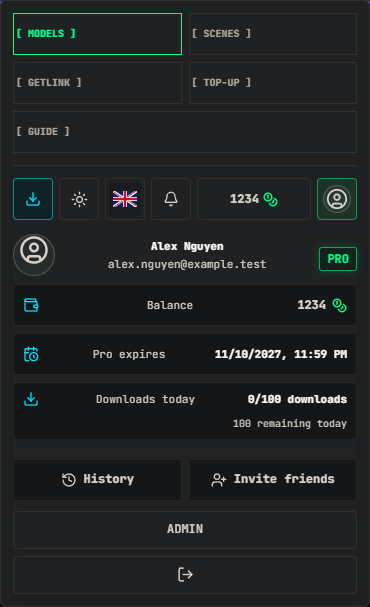 [ MODELS ]
[ SCENES ]
[ GETLINK ]
[ TOP-UP ]
[ GUIDE ]
1234
Alex Nguyen
alex.nguyen@example.test
PRO
Balance 1234
Pro expires 11/10/2027, 11:59 PM
Downloads today 0/100 downloads
100 remaining today
History
Invite friends
ADMIN